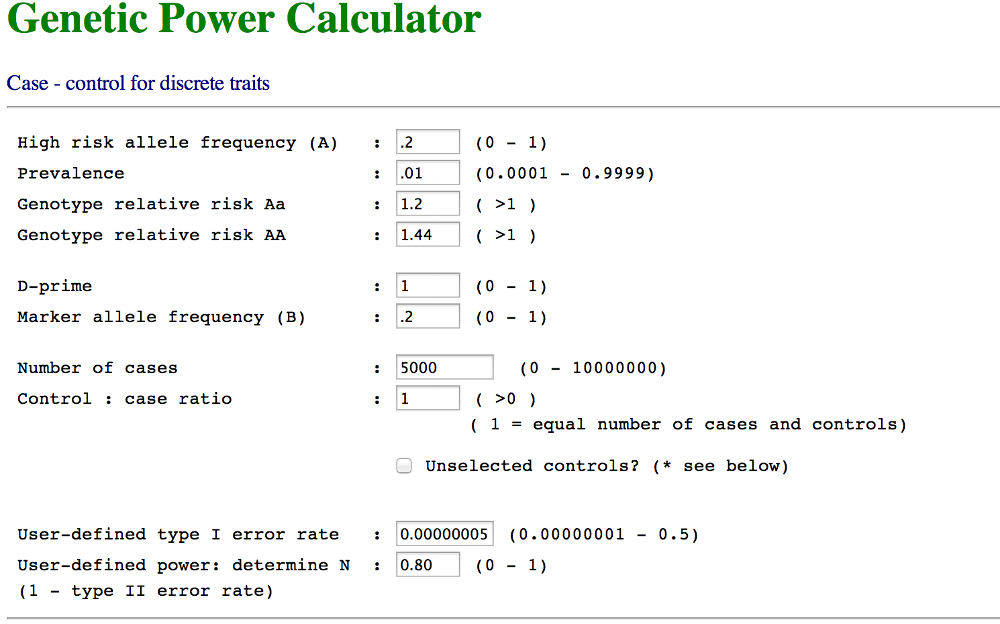 Genetic Power Calculator
Case - control for discrete traits
High risk allele frequency (A) : .2 (0 - 1)
Prevalence : .01 (0.0001 - 0.9999)
Genotype relative risk Aa : 1.2 ( >1 )
Genotype relative risk AA : 1.44 ( >1 )
D-prime : 1 (0 - 1)
Marker allele frequency (B) : .2 (0 - 1)
Number of cases : 5000 (0 - 10000000)
Control : case ratio : 1 ( >0 )
( 1 = equal number of cases and controls)
Unselected controls? (* see below)
User-defined type I error rate : 0.00000005 (0.00000001 - 0.5)
User-defined power: determine N : 0.80 (0 - 1)
(1 - type II error rate)